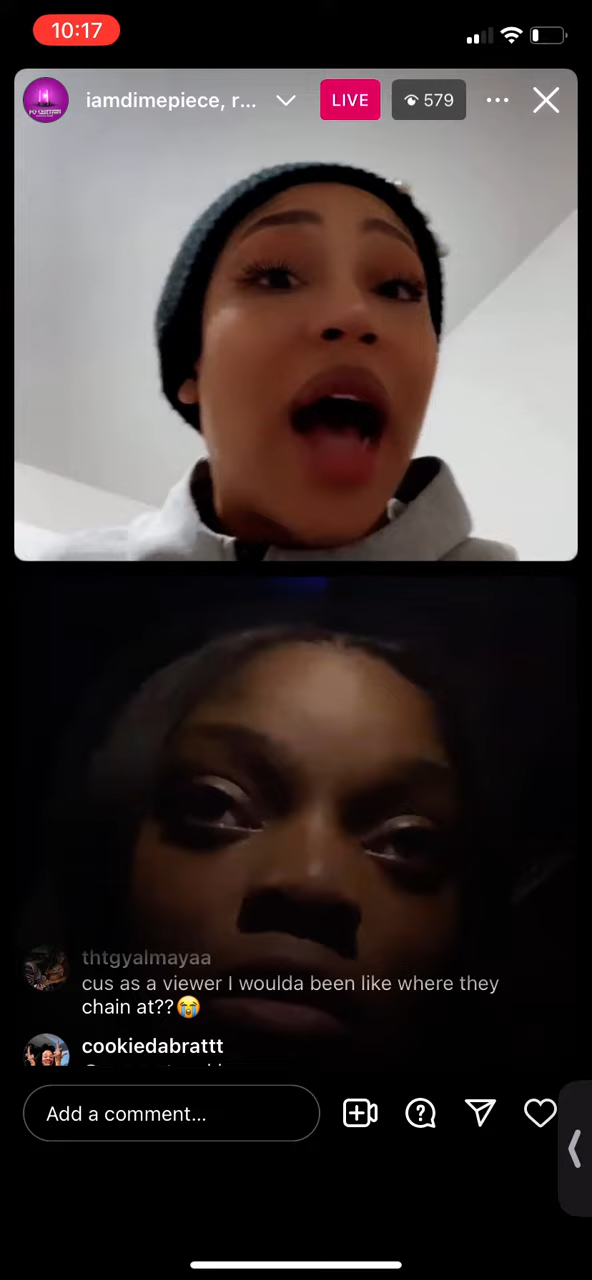 10:17
iamdimepiece, r...
LIVE
579
thtgyalmayaa
cus as a viewer I woulda been like where they
chain at??😭
cookiedabrattt
Add a comment...